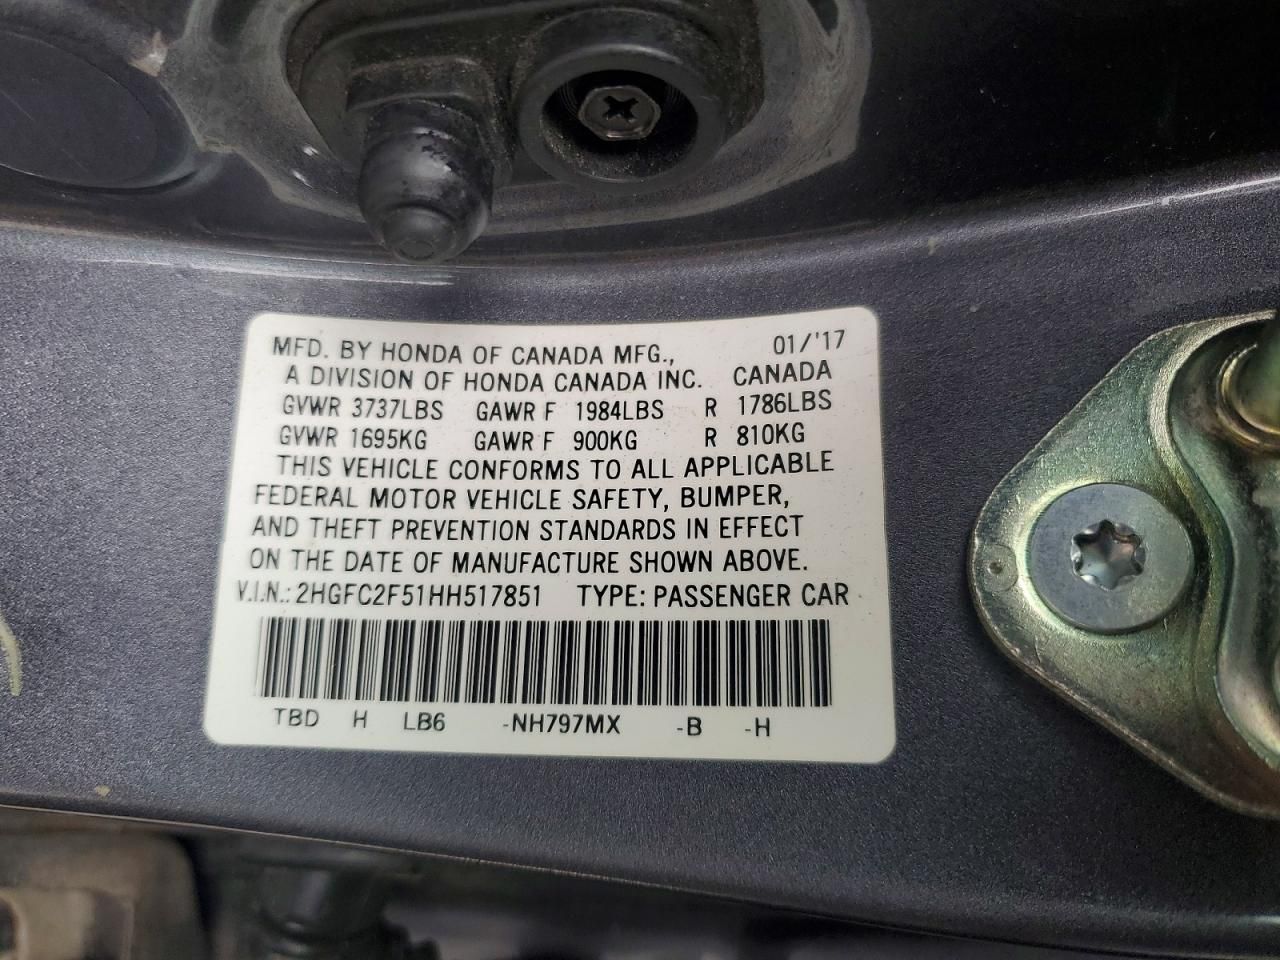 MFD. BY HONDA OF CANADA MFG., 01/'17
A DIVISION OF HONDA CANADA INC. CANADA
GVWR 3737LBS GAWR F 1984LBS R 1786LBS
GVWR 1695KG GAWR F 900KG R 810KG
THIS VEHICLE CONFORMS TO ALL APPLICABLE
FEDERAL MOTOR VEHICLE SAFETY, BUMPER,
AND THEFT PREVENTION STANDARDS IN EFFECT
ON THE DATE OF MANUFACTURE SHOWN ABOVE.
V.I.N.: 2HGFC2F51HH517851 TYPE: PASSENGER CAR
TBD H LB6 -NH797MX -B -H